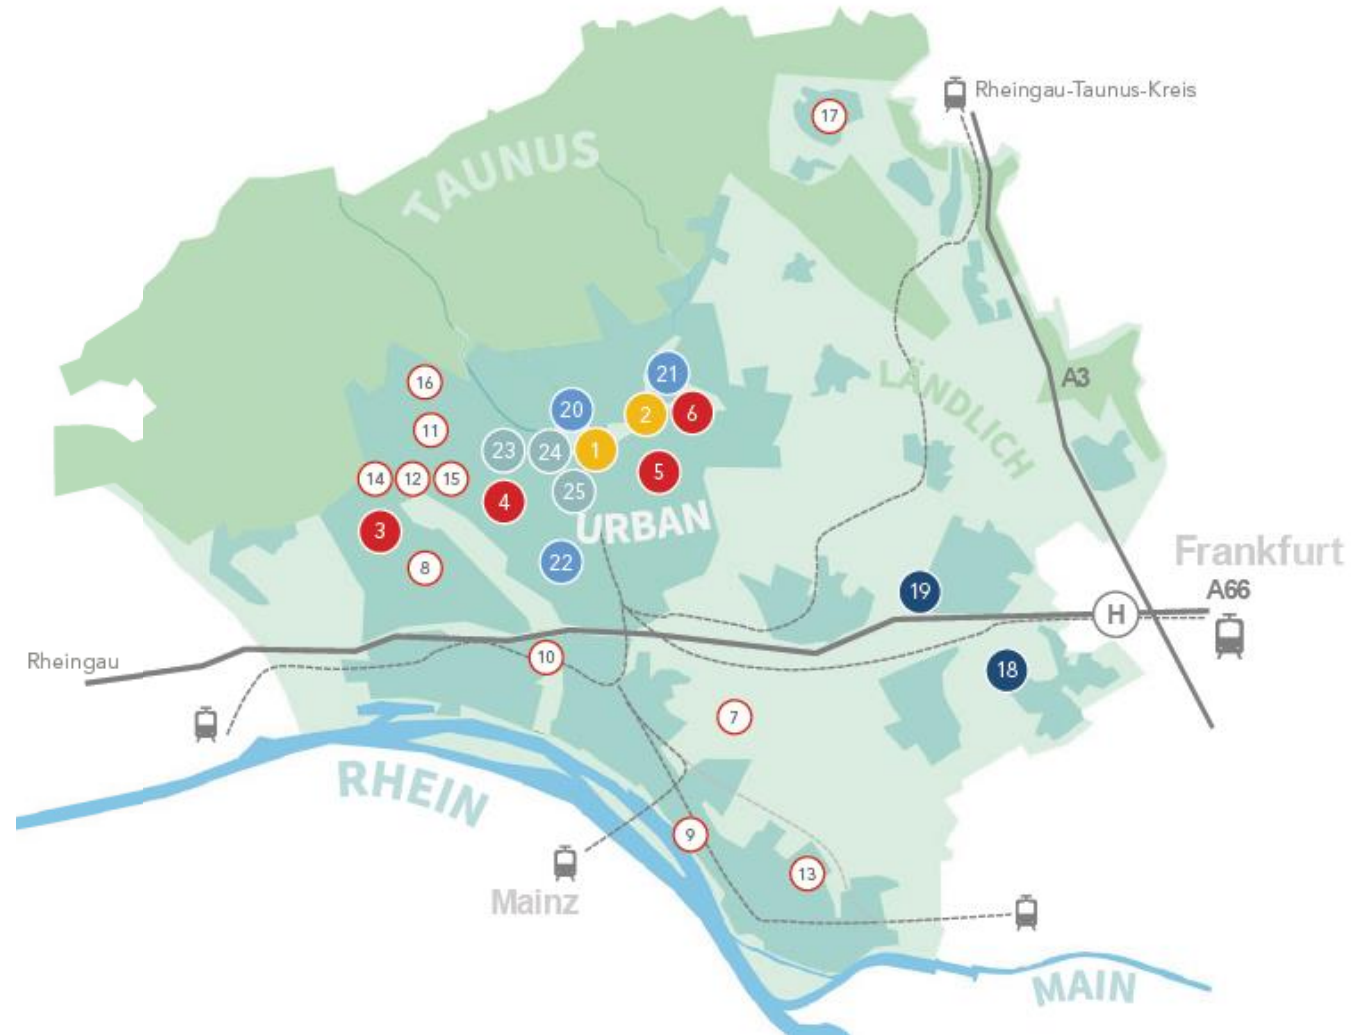 Rheingau-Taunus-Kreis
17
TAUNUS
A3
LÄNDLICH
16
21
20
2
6
11
23
24
1
14
12
15
5
25
4
URBAN
3
8
22
Frankfurt
19
A66
H
Rheingau
10
18
7
RHEIN
9
13
Mainz
MAIN